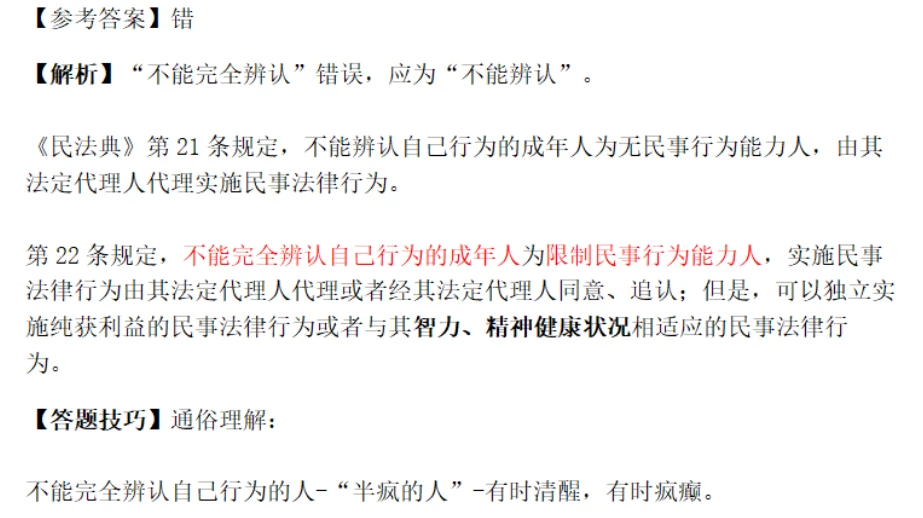 【参考答案】错
【解析】“不能完全辨认”错误，应为“不能辨认”。
《民法典》第 21 条规定，不能辨认自己行为的成年人为无民事行为能力人，由其
法定代理人代理实施民事法律行为。
第 22 条规定，不能完全辨认自己行为的成年人为限制民事行为能力人，实施民事
法律行为由其法定代理人代理或者经其法定代理人同意、追认；但是，可以独立实
施纯获利益的民事法律行为或者与其智力、精神健康状况相适应的民事法律行
为。
【答题技巧】通俗理解：
不能完全辨认自己行为的人-“半疯的人”-有时清醒，有时疯癫。